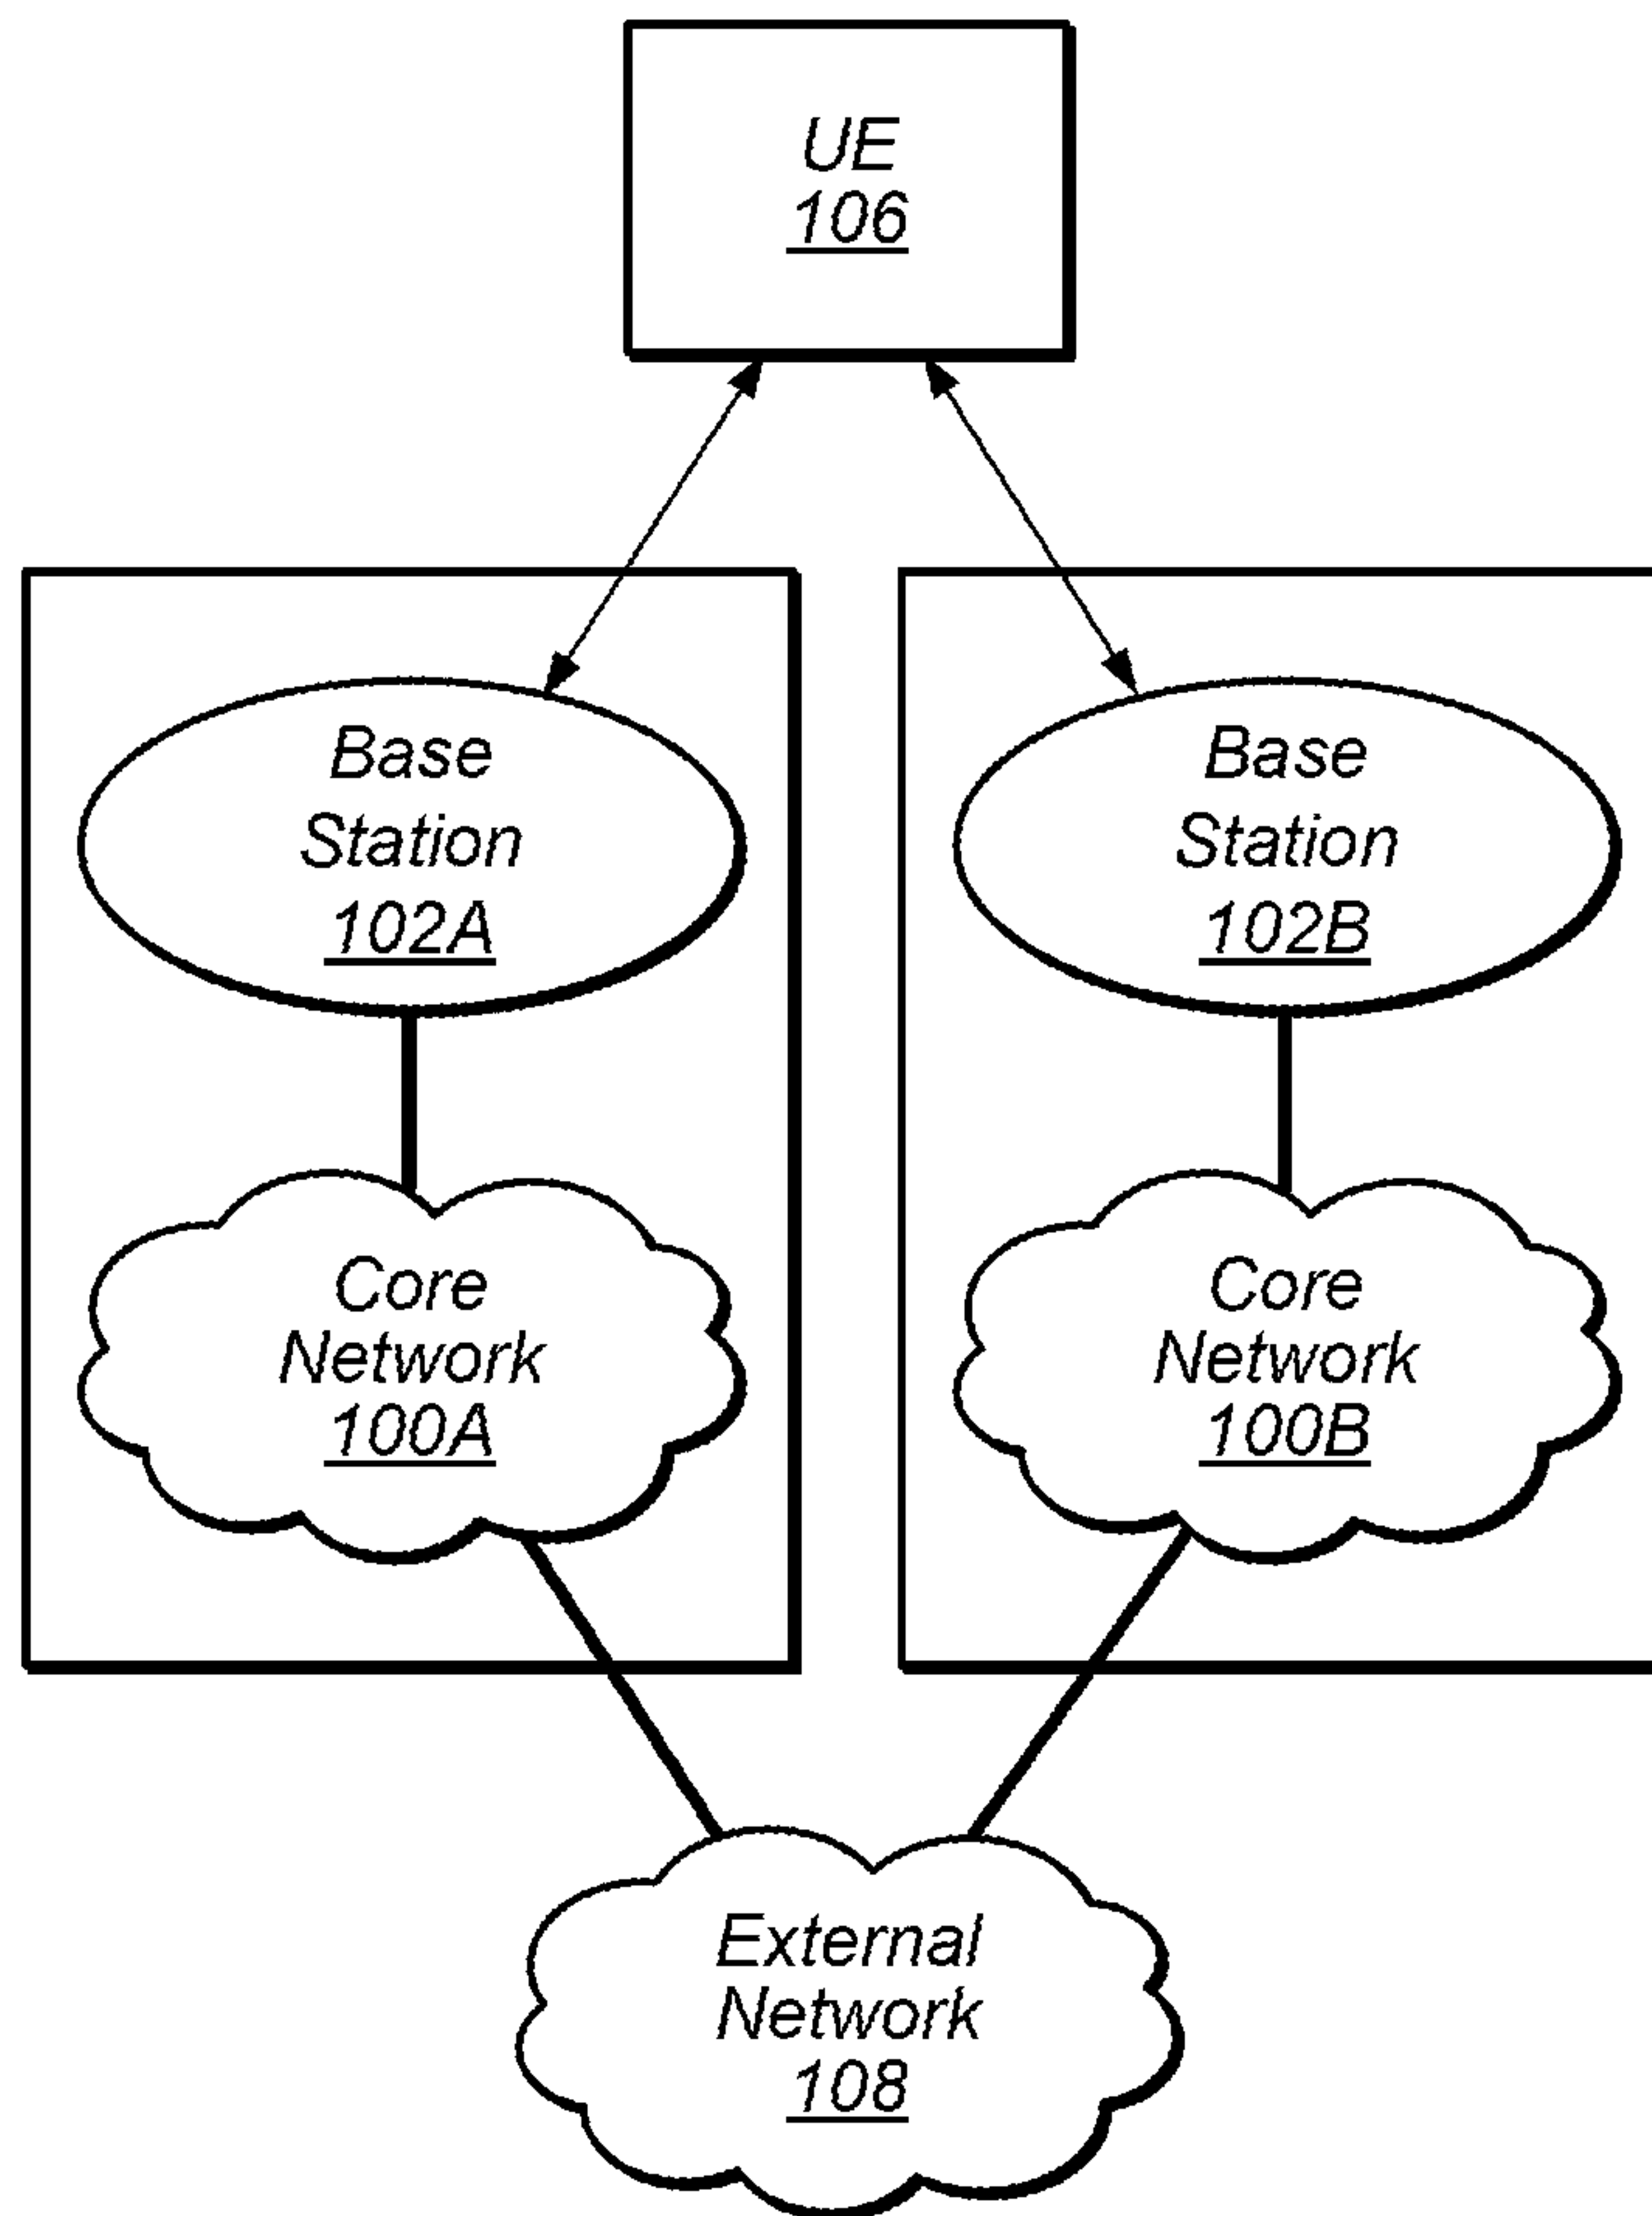 UE
106
Base
Station
102A
Base
Station
102B
Core
Network
100A
Core
Network
100B
External
Network
108